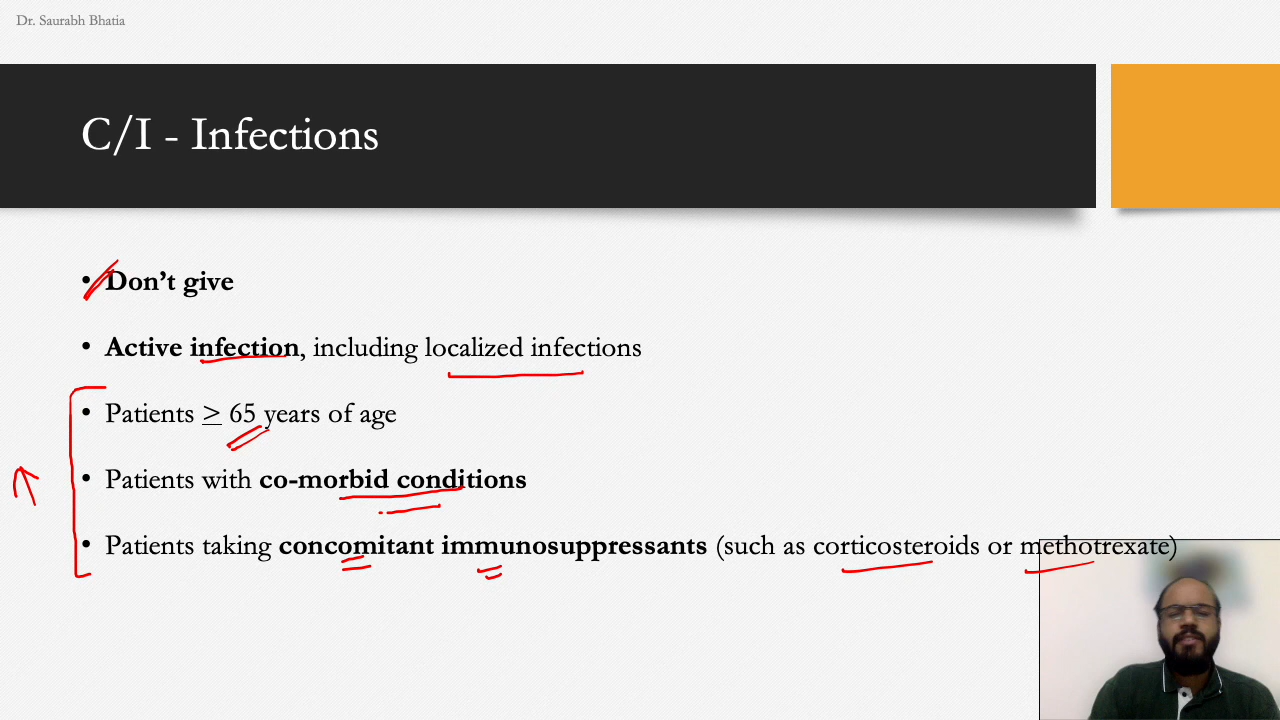 Dr. Saurabh Bhatia
C/I - Infections
• Don’t give
• Active infection, including localized infections
• Patients ≥ 65 years of age
• Patients with co-morbid conditions
• Patients taking concomitant immunosuppressants (such as corticosteroids or methotrexate)